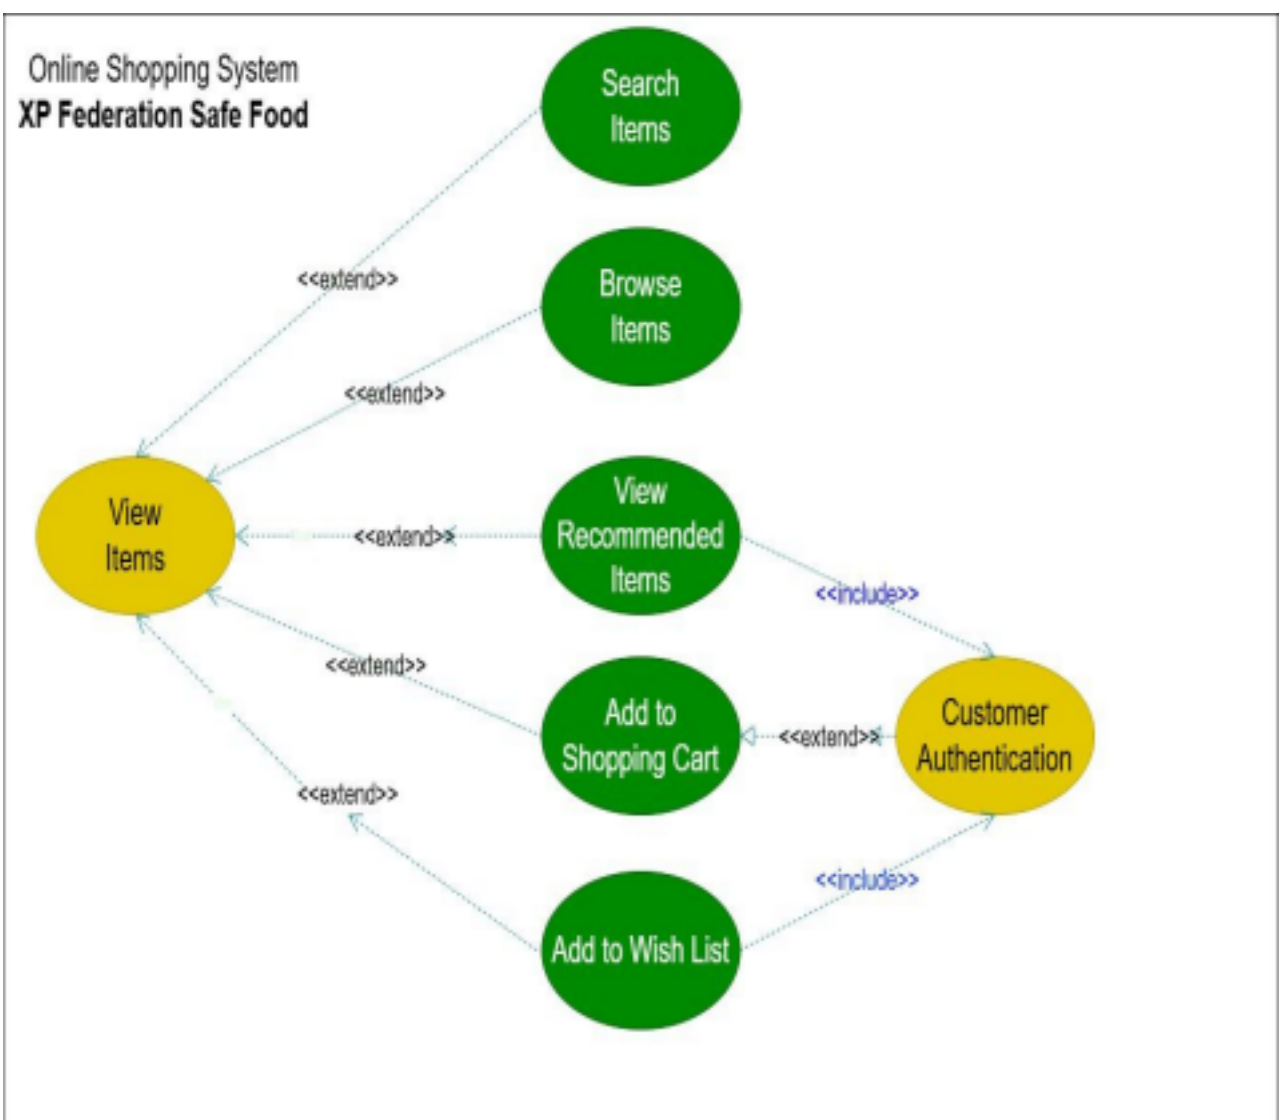 Online Shopping System
XP Federation Safe Food
Search
Items
<<extend>>
Browse
Items
<<extend>>
View
Items
<<extend>>
View
Recommended
Items
<<include>>
<<extend>>
Add to
Shopping Cart
<<extend>>
Customer
Authentication
<<extend>>
Add to Wish List
<<include>>